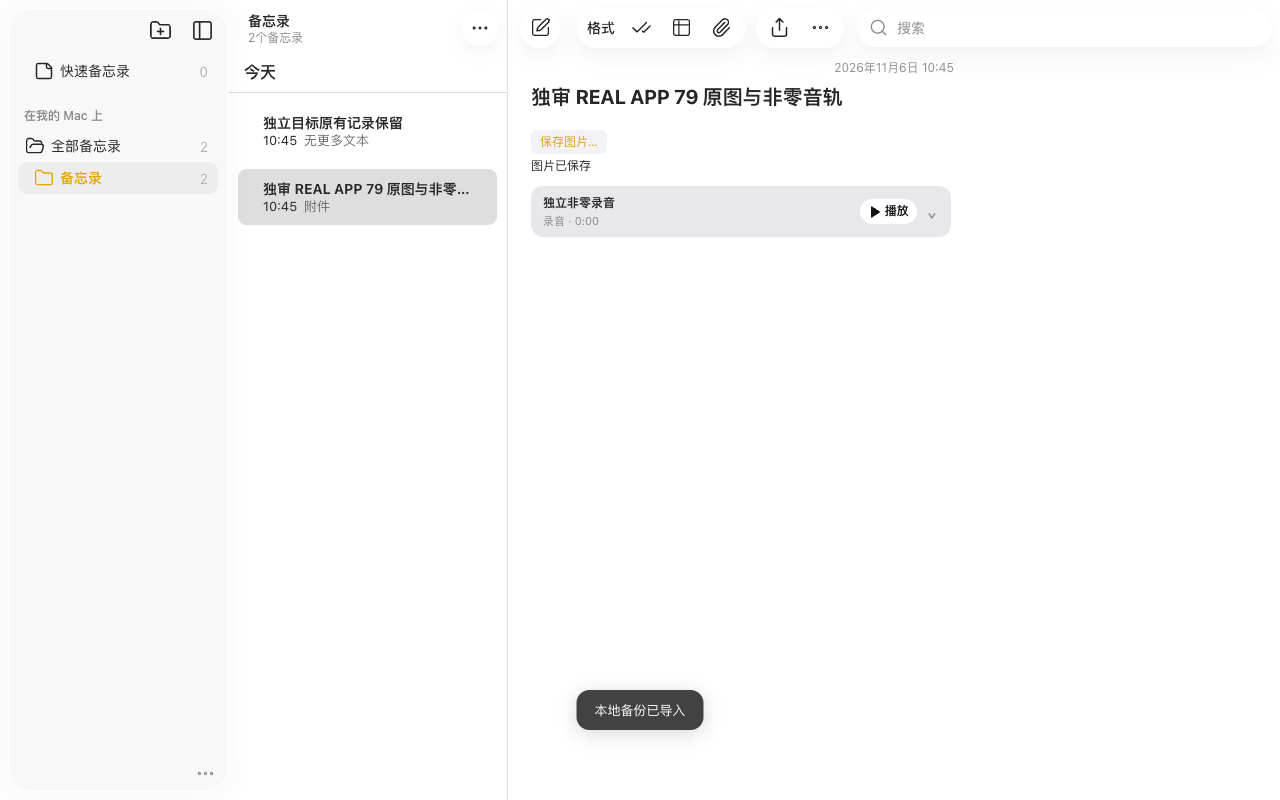 快速备忘录 0
在我的 Mac 上
全部备忘录 2
备忘录 2
备忘录
2个备忘录
今天
独立目标原有记录保留
10:45 无更多文本
独审 REAL APP 79 原图与非零...
10:45 附件
格式
搜索
2026年11月6日 10:45
独审 REAL APP 79 原图与非零音轨
保存图片...
图片已保存
独立非零录音
录音 · 0:00
播放
本地备份已导入